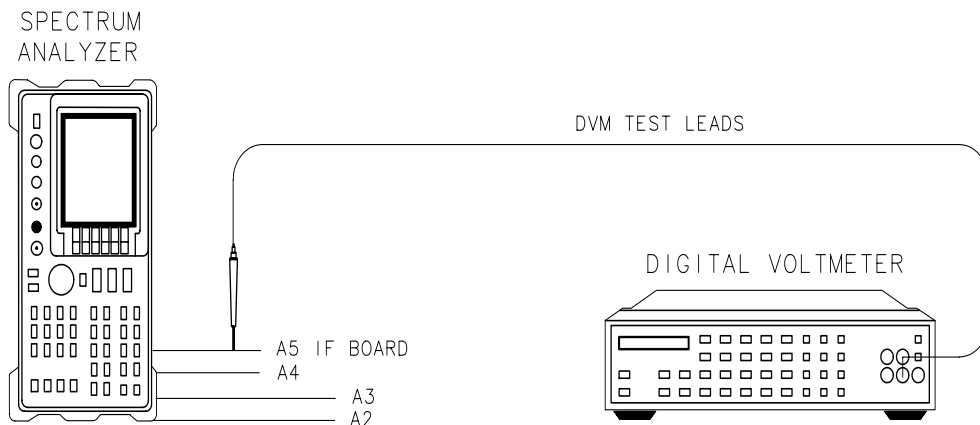 SPECTRUM
ANALYZER
DVM TEST LEADS
DIGITAL VOLTMETER
A5 IF BOARD
A4
A3
A2